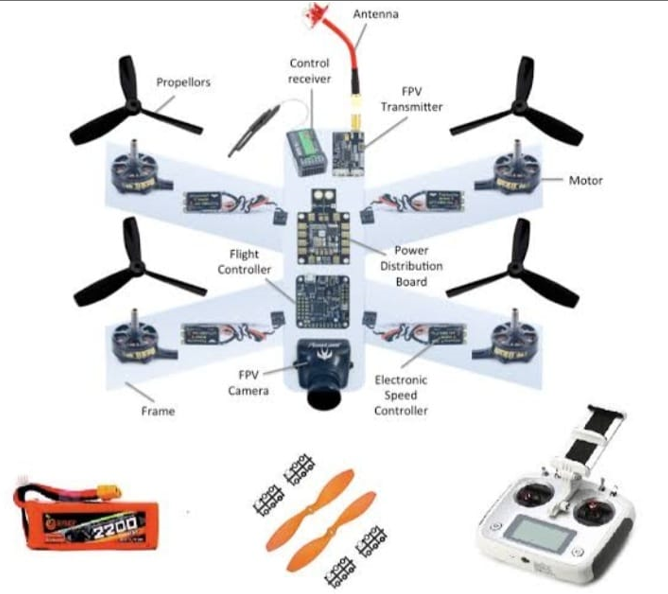 Antenna
Control
receiver
FPV
Transmitter
Propellors
Motor
Flight
Controller
Power
Distribution
Board
FPV
Camera
Electronic
Speed
Controller
Frame
2200